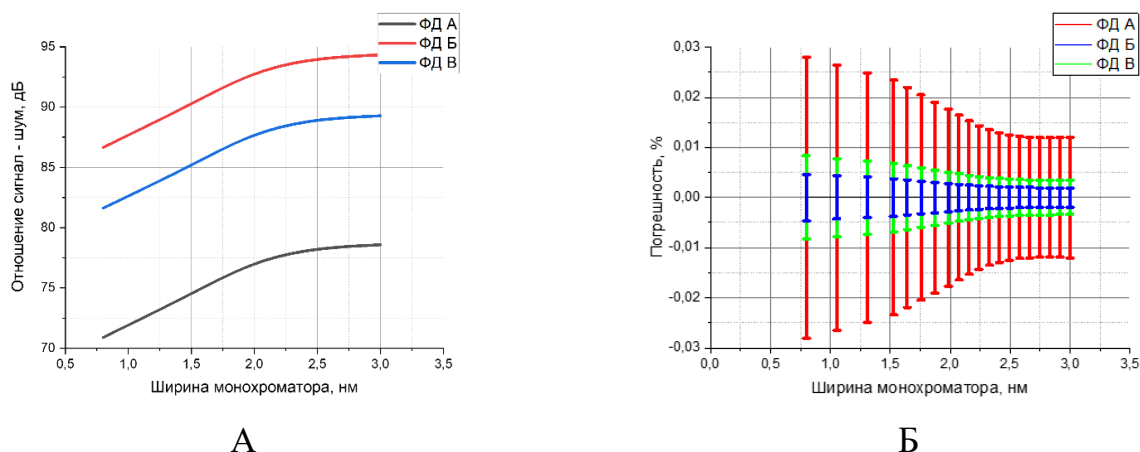 ФД А
ФД Б
ФД В
95
90
85
80
75
70
Отношение сигнал - шум, дБ
0,5
1,0
1,5
2,0
2,5
3,0
3,5
Ширина монохроматора, нм
А
ФД А
ФД Б
ФД В
0,03
0,02
0,01
0,00
-0,01
-0,02
-0,03
Погрешность, %
0,0
0,5
1,0
1,5
2,0
2,5
3,0
3,5
Ширина монохроматора, нм
Б